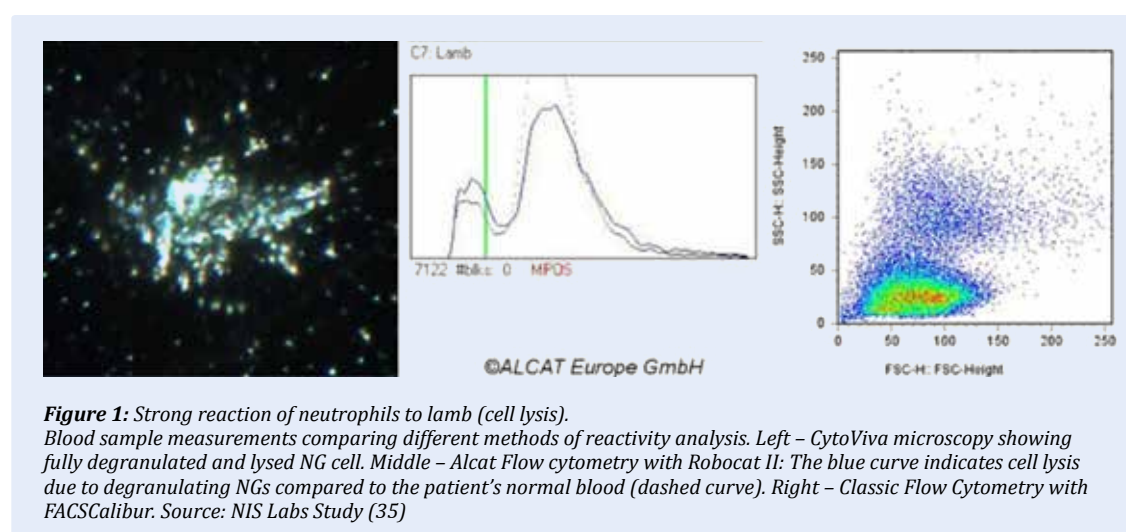 C7: Lamb
7122 #blks 0 MPOS
©ALCAT Europe GmbH
250
200
150
100
50
0
SSC-H:: SSC-Height
0 50 100 150 200 250
FSC-H:: FSC-Height
Figure 1: Strong reaction of neutrophils to lamb (cell lysis).
Blood sample measurements comparing different methods of reactivity analysis. Left – CytoViva microscopy showing
fully degranulated and lysed NG cell. Middle – Alcat Flow cytometry with Robocat II: The blue curve indicates cell lysis
due to degranulating NGs compared to the patient's normal blood (dashed curve). Right – Classic Flow Cytometry with
FACSCalibur. Source: NIS Labs Study (35)